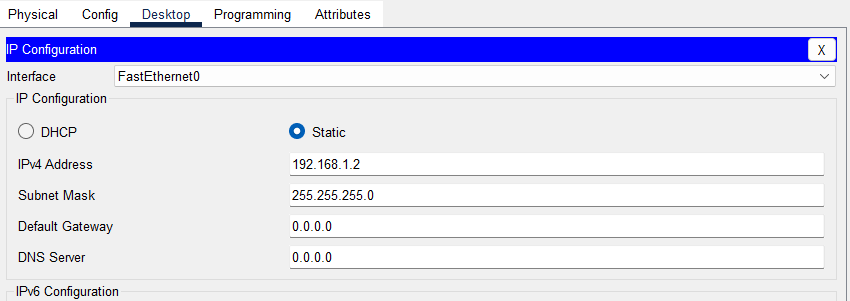 Physical Config Desktop Programming Attributes
IP Configuration X
Interface FastEthernet0
IP Configuration
DHCP Static
IPv4 Address 192.168.1.2
Subnet Mask 255.255.255.0
Default Gateway 0.0.0.0
DNS Server 0.0.0.0
IPv6 Configuration